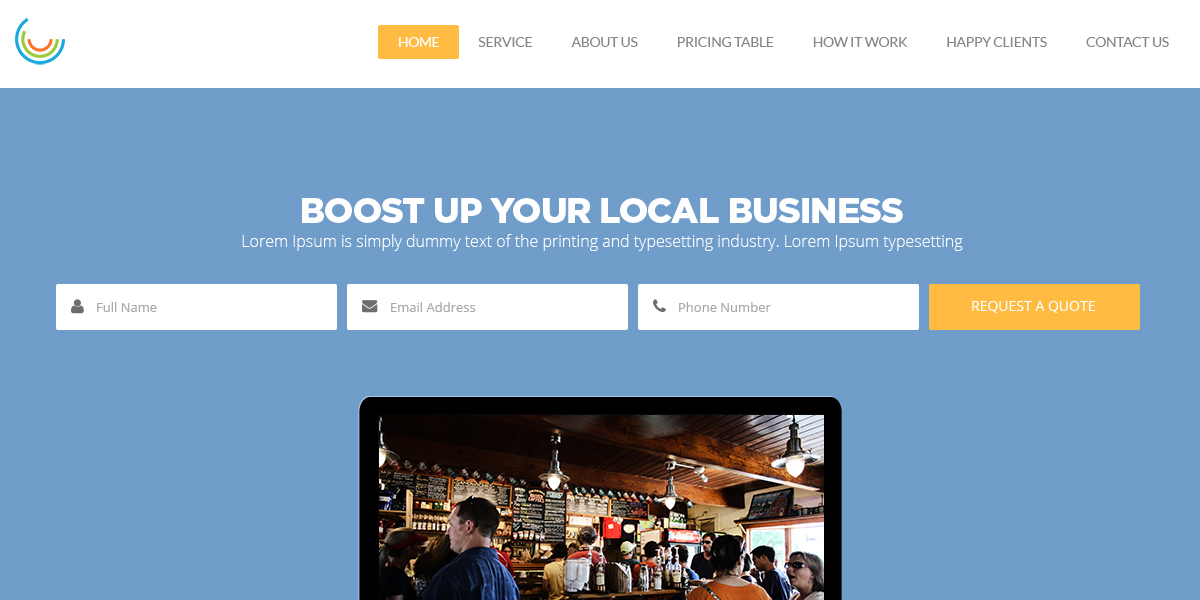 HOME SERVICE ABOUT US PRICING TABLE HOW IT WORK HAPPY CLIENTS CONTACT US
BOOST UP YOUR LOCAL BUSINESS
Lorem Ipsum is simply dummy text of the printing and typesetting industry. Lorem Ipsum typesetting
Full Name Email Address Phone Number REQUEST A QUOTE